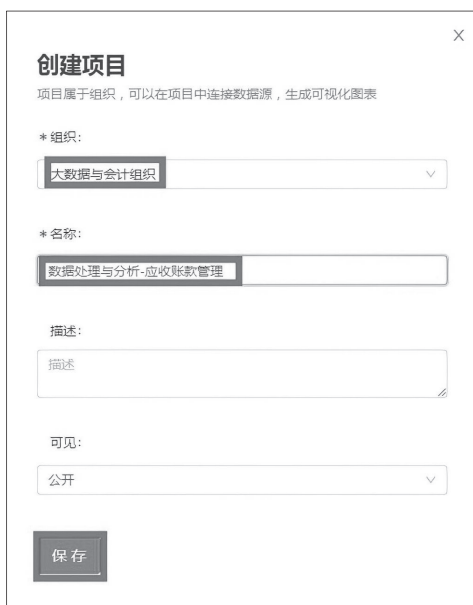 创建项目
项目属于组织，可以在项目中连接数据源，生成可视化图表
*组织:
大数据与会计组织
*名称:
数据处理与分析-应收账款管理
描述:
描述
可见:
公开
保存